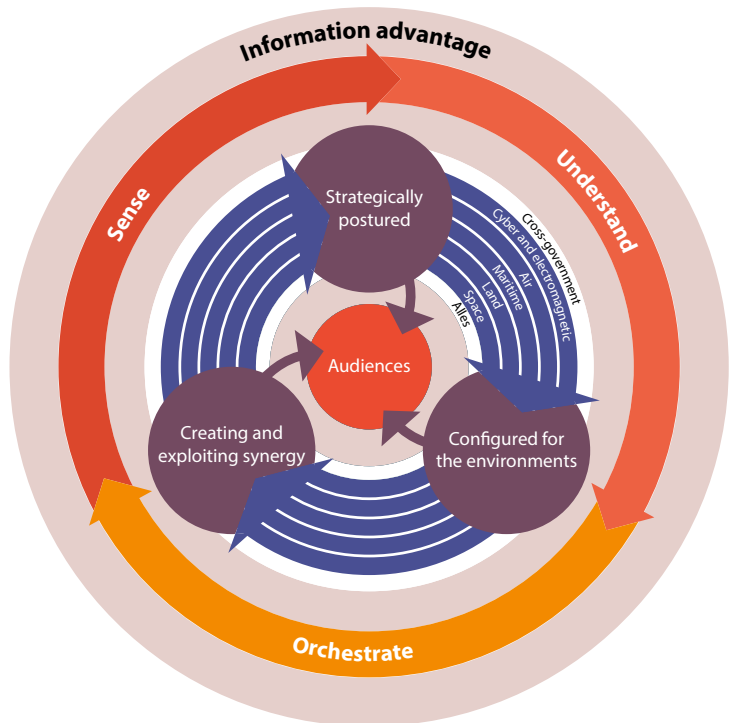 Information advantage
Sense
Understand
Strategically
postured
Cross-government
Cyber and electromagnetic
Air
Maritime
Land
Space
Alles
Audiences
Creating and
exploiting synergy
Configured for
the environments
Orchestrate